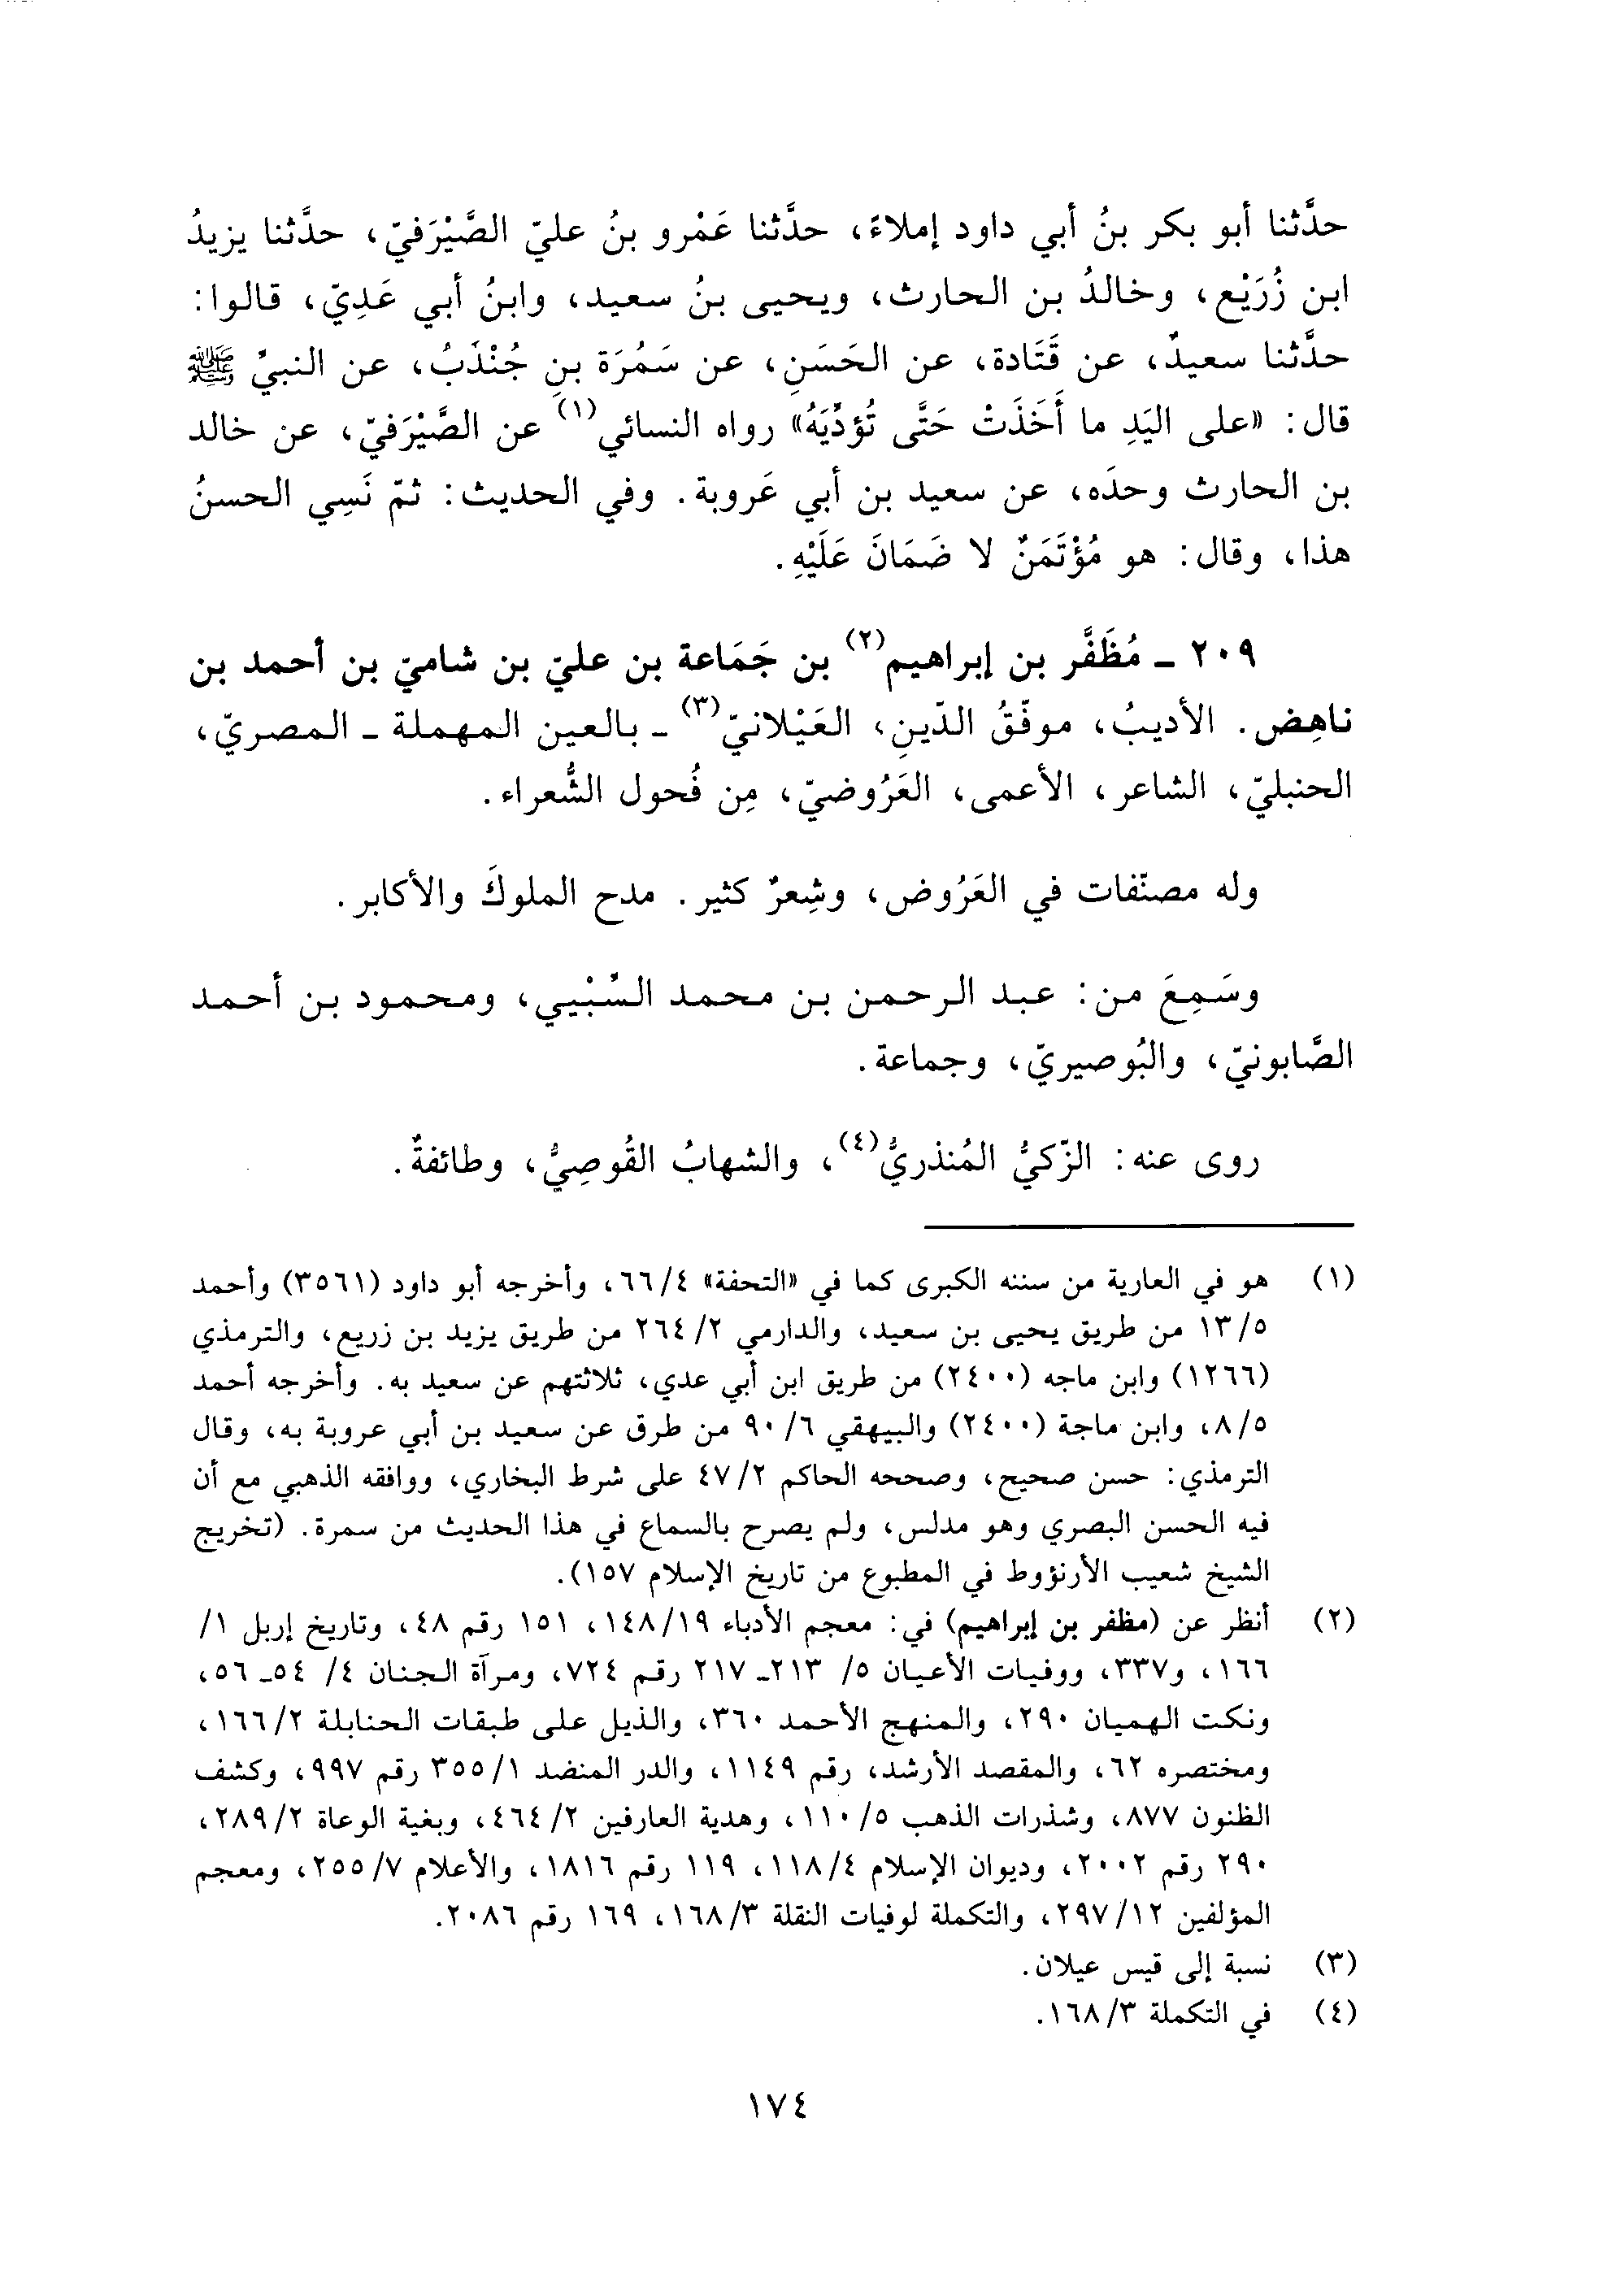 حدَّثنا أبو بكر بنُ أبي داود إملاءً، حدَّثنا عَمْرو بنُ عليّ الصَّيْرَفيّ، حدَّثنا يزيدُ
ابن زُرَيْع، وخالدُ بن الحارث، ويحيى بنُ سعيد، وابنُ أبي عَدِيّ، قالوا:
حدَّثنا سعيدٌ، عن قَتَادة، عن الحَسَنِ، عن سَمُرَة بنِ جُنْدَبُ، عن النبيِّ ﷺ
قال: «على اليَدِ ما أَخَذَتْ حَتَّى تُؤدِّيَهُ» رواه النسائي(١) عن الصَّيْرَفيّ، عن خالد
بن الحارث وحدَه، عن سعيد بن أبي عَروبة. وفي الحديث: ثمّ نَسِي الحسنُ
هذا، وقال: هو مُؤْتَمَنٌ لا ضَمَانَ عَلَيْهِ.
٢٠٩ ـ مُظَفَّر بن إبراهيم(٢) بن جَمَاعة بن عليّ بن شاميّ بن أحمد بن
ناهِض. الأديبُ، موفّقُ الدّينِ، العَيْلانيّ(٣) ـ بالعين المهملة ـ المصريّ،
الحنبليّ، الشاعر، الأعمى، العَرُوضيّ، مِن فُحول الشُّعراء.
وله مصنّفات في العَرُوض، وشِعرٌ كثير. مدح الملوكَ والأكابر.
وسَمِعَ من: عبد الرحمن بن محمد السِّبْيي، ومحمود بن أحمد
الصَّابونيّ، والبُوصيريّ، وجماعة.
روى عنه: الزّكيُّ المُنذريُّ(٤)، والشهابُ القُوصِيُّ، وطائفةٌ.
(١) هو في العارية من سننه الكبرى كما في «التحفة» ٦٦/٤، وأخرجه أبو داود (٣٥٦١) وأحمد
١٣/٥ من طريق يحيى بن سعيد، والدارمي ٢٦٤/٢ من طريق يزيد بن زريع، والترمذي
(١٢٦٦) وابن ماجه (٢٤٠٠) من طريق ابن أبي عدي، ثلاثتهم عن سعيد به. وأخرجه أحمد
٨/٥، وابن ماجة (٢٤٠٠) والبيهقي ٩٠/٦ من طرق عن سعيد بن أبي عروبة به، وقال
الترمذي: حسن صحيح، وصححه الحاكم ٤٧/٢ على شرط البخاري، ووافقه الذهبي مع أن
فيه الحسن البصري وهو مدلس، ولم يصرح بالسماع في هذا الحديث من سمرة. (تخريج
الشيخ شعيب الأرنؤوط في المطبوع من تاريخ الإسلام ١٥٧).
(٢) أنظر عن (مظفر بن إبراهيم) في: معجم الأدباء ١٤٨/١٩، ١٥١ رقم ٤٨، وتاريخ إربل ١/
١٦٦، و٣٣٧، ووفيات الأعيان ٥/ ٢١٣ـ ٢١٧ رقم ٧٢٤، ومرآة الجنان ٤/ ٥٤ـ ٥٦،
ونكت الهميان ٢٩٠، والمنهج الأحمد ٣٦٠، والذيل على طبقات الحنابلة ١٦٦/٢،
ومختصره ٦٢، والمقصد الأرشد، رقم ١١٤٩، والدر المنضد ٣٥٥/١ رقم ٩٩٧، وكشف
الظنون ٨٧٧، وشذرات الذهب ١١٠/٥، وهدية العارفين ٤٦٤/٢، وبغية الوعاة ٢٨٩/٢،
٢٩٠ رقم ٢٠٠٢، وديوان الإسلام ١١٨/٤، ١١٩ رقم ١٨١٦، والأعلام ٢٥٥/٧، ومعجم
المؤلفين ٢٩٧/١٢، والتكملة لوفيات النقلة ١٦٨/٣، ١٦٩ رقم ٢٠٨٦.
(٣) نسبة إلى قيس عيلان.
(٤) في التكملة ١٦٨/٣.
١٧٤